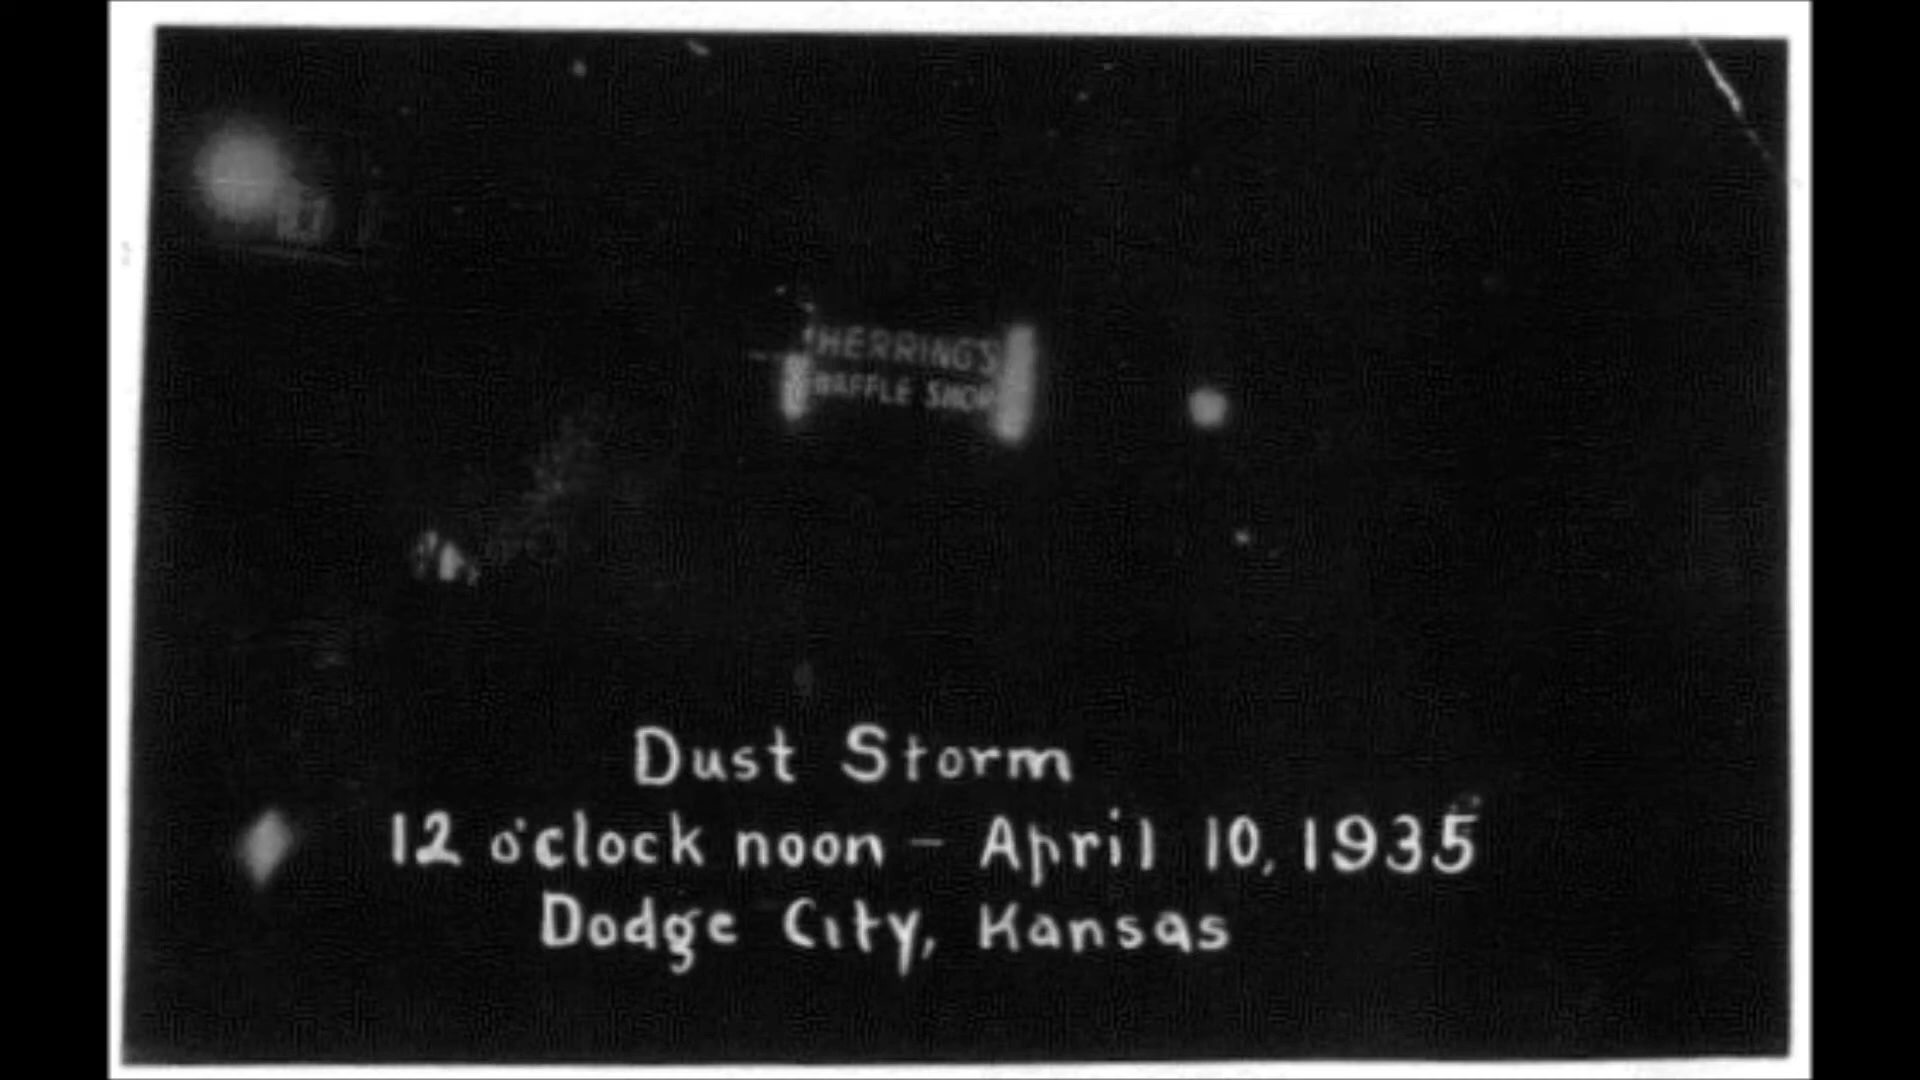 HERRING'S
WAFFLE SHOP
Dust Storm
12 o'clock noon – April 10, 1935
Dodge City, Kansas